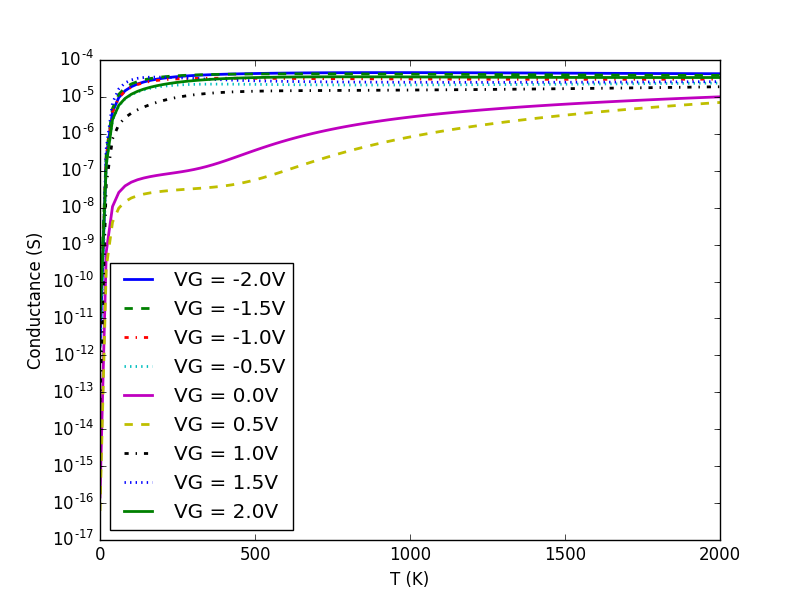 10^-4
10^-5
10^-6
10^-7
10^-8
10^-9
10^-10
10^-11
10^-12
10^-13
10^-14
10^-15
10^-16
10^-17
Conductance (S)
VG = -2.0V
VG = -1.5V
VG = -1.0V
VG = -0.5V
VG = 0.0V
VG = 0.5V
VG = 1.0V
VG = 1.5V
VG = 2.0V
0 500 1000 1500 2000
T (K)